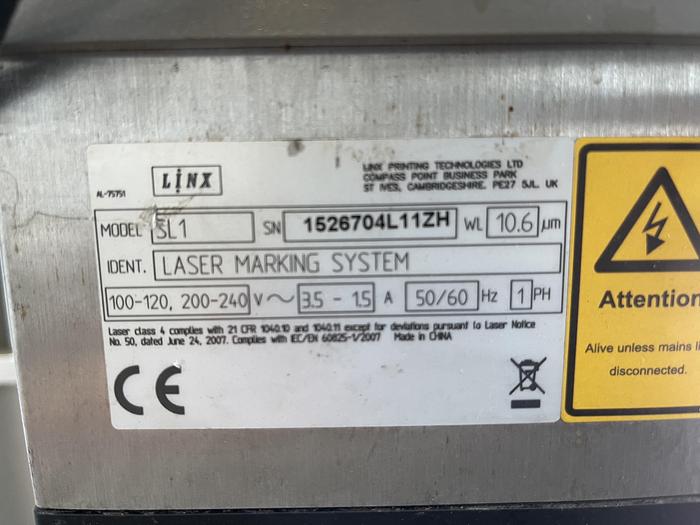 LINX
AL-75751
LINX PRINTING TECHNOLOGIES LTD
COMPASS POINT BUSINESS PARK
ST IVES, CAMBRIDGESHIRE, PE27 5JL. UK
MODEL SL1 SN 1526704L11ZH WL 10.6 µm
IDENT. LASER MARKING SYSTEM
100-120, 200-240 V ~ 3.5 - 1.5 A 50/60 Hz 1 PH
Laser class 4 complies with 21 CFR 1040.10 and 1040.11 except for deviations pursuant to Laser Notice
No. 50, dated June 24, 2007. Complies with IEC/EN 60825-1/2007 Made in CHINA
CE
Attention
Alive unless mains li
disconnected.